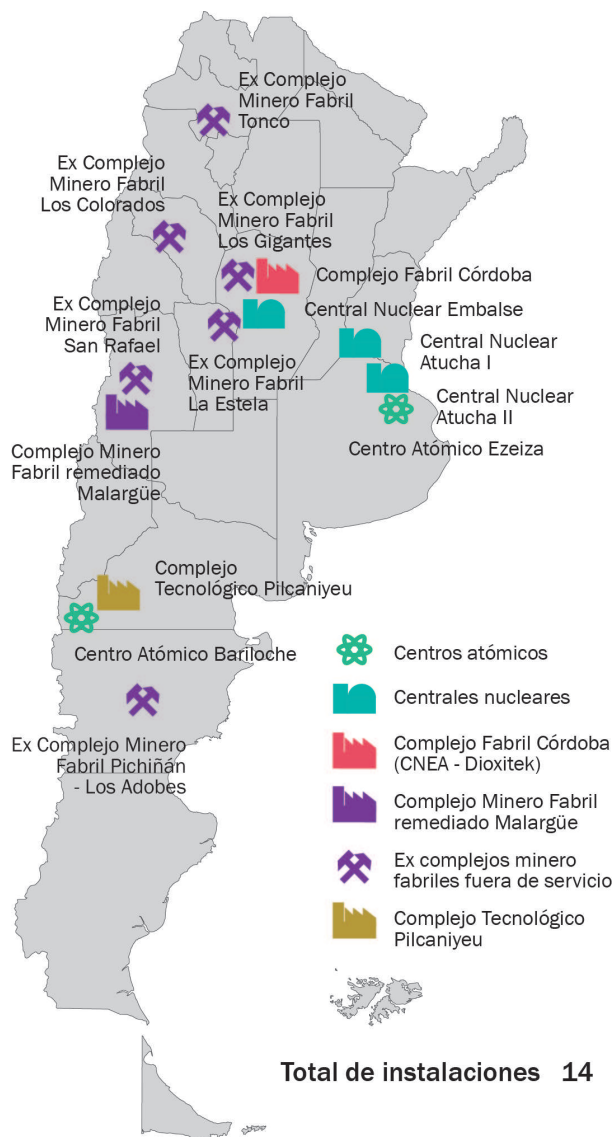 Ex Complejo
Minero Fabril
Tonco
Ex Complejo
Minero Fabril
Los Colorados
Ex Complejo
Minero Fabril
Los Gigantes
Complejo Fabril Córdoba
Central Nuclear Embalse
Ex Complejo
Minero Fabril
San Rafael
Central Nuclear
Atucha I
Ex Complejo
Minero Fabril
La Estela
Central Nuclear
Atucha II
Centro Atómico Ezeiza
Complejo Minero
Fabril remediado
Malargüe
Complejo
Tecnológico Pilcaniyeu
Centro Atómico Bariloche
Ex Complejo Minero
Fabril Pichiñán
- Los Adobes
Centros atómicos
Centrales nucleares
Complejo Fabril Córdoba
(CNEA - Dioxitek)
Complejo Minero Fabril
remediado Malargüe
Ex complejos minero
fabriles fuera de servicio
Complejo Tecnológico
Pilcaniyeu
Total de instalaciones 14